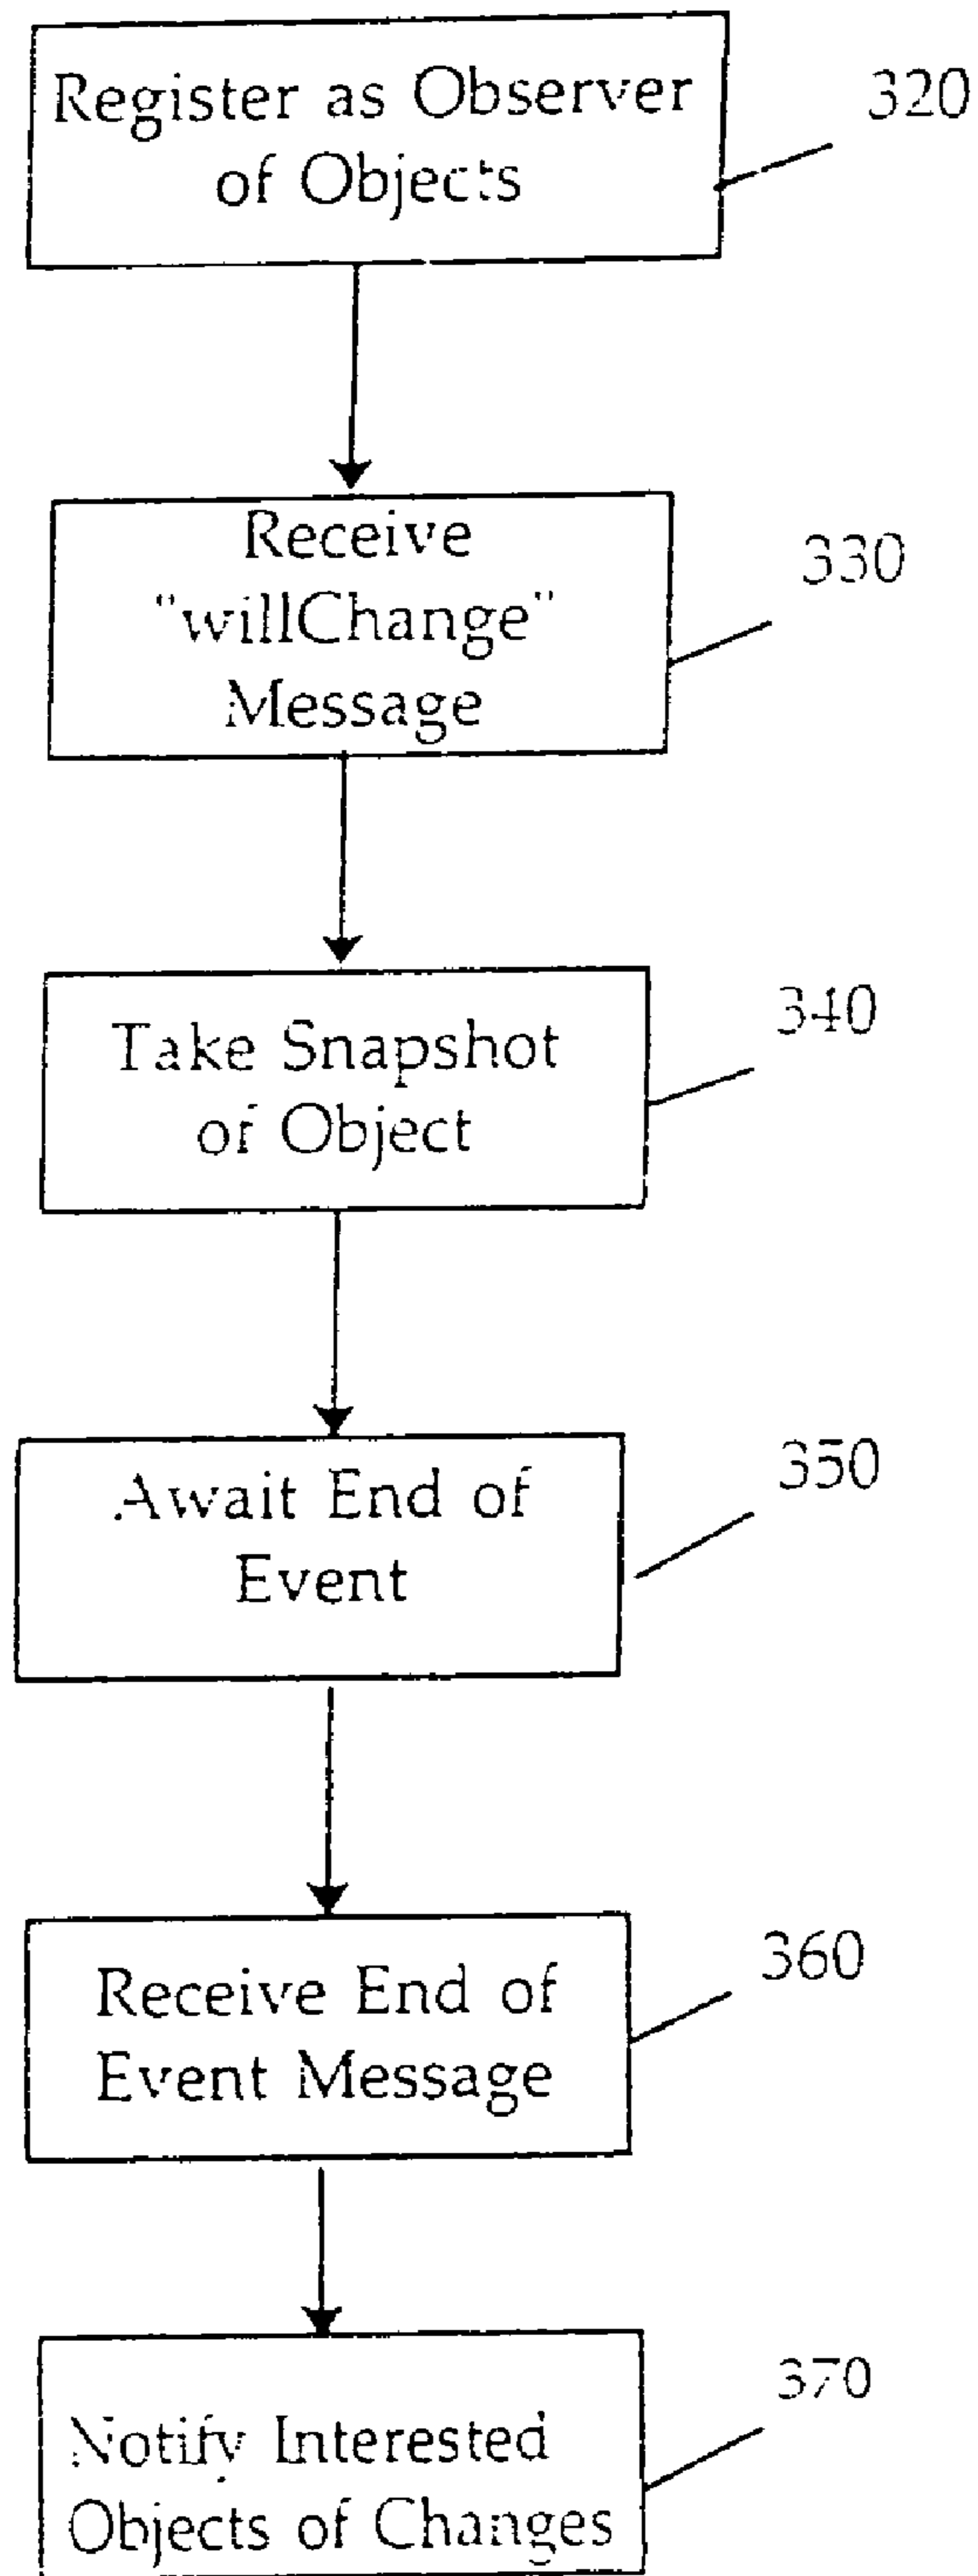 Register as Observer
of Objects
320
Receive
"willChange"
Message
330
Take Snapshot
of Object
340
Await End of
Event
350
Receive End of
Event Message
360
Notify Interested
Objects of Changes
370